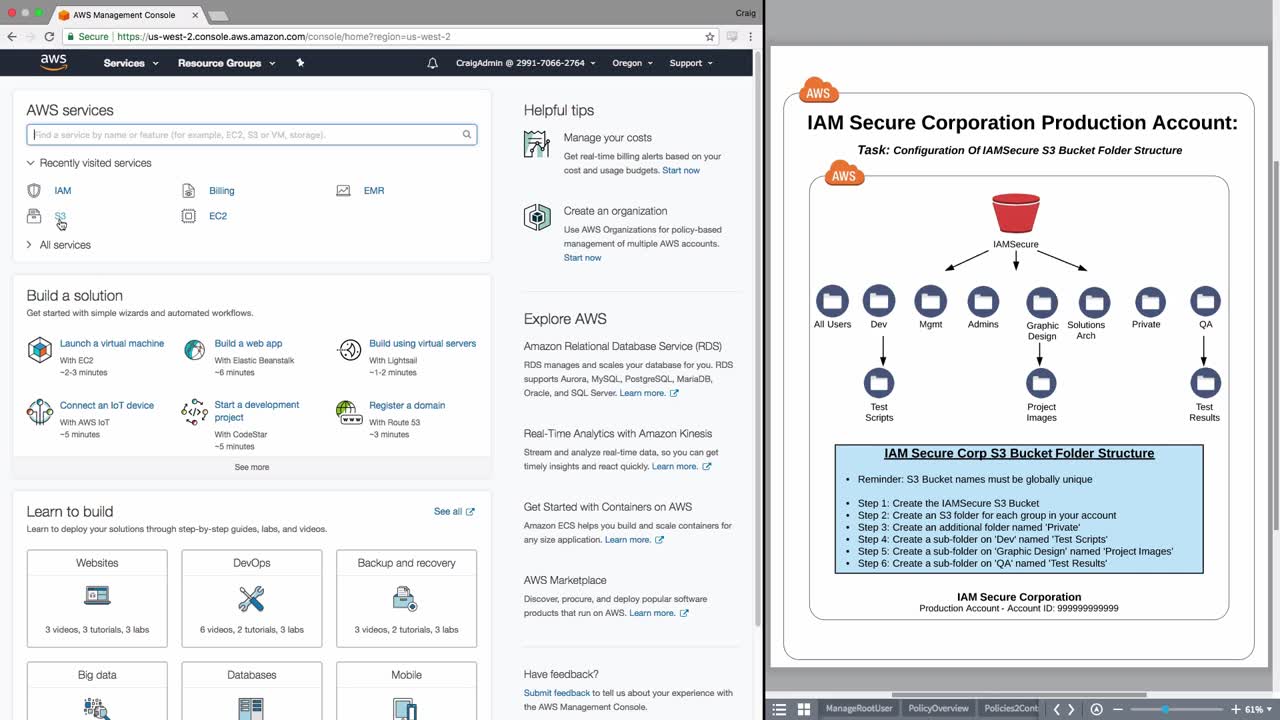 AWS Management Console
Craig
Secure
https://us-west-2.console.aws.amazon.com/console/home?region=us-west-2
aws
Services
Resource Groups
CraigAdmin @ 2991-7066-2764
Oregon
Support
AWS services
Find a service by name or feature (for example, EC2, S3 or VM, storage).
Recently visited services
IAM
Billing
EMR
S3
EC2
All services
Build a solution
Get started with simple wizards and automated workflows.
Launch a virtual machine
With EC2
~2-3 minutes
Build a web app
With Elastic Beanstalk
~6 minutes
Build using virtual servers
With Lightsail
~1-2 minutes
Connect an IoT device
With AWS IoT
~5 minutes
Start a development
project
With CodeStar
~5 minutes
Register a domain
With Route 53
~3 minutes
See more
Learn to build
See all
Learn to deploy your solutions through step-by-step guides, labs, and videos.
Websites
3 videos, 3 tutorials, 3 labs
DevOps
6 videos, 2 tutorials, 3 labs
Backup and recovery
3 videos, 2 tutorials, 3 labs
Big data
Databases
Mobile
Helpful tips
Manage your costs
Get real-time billing alerts based on your
cost and usage budgets. Start now
Create an organization
Use AWS Organizations for policy-based
management of multiple AWS accounts.
Start now
Explore AWS
Amazon Relational Database Service (RDS)
RDS manages and scales your database for you. RDS
supports Aurora, MySQL, PostgreSQL, MariaDB,
Oracle, and SQL Server. Learn more.
Real-Time Analytics with Amazon Kinesis
Stream and analyze real-time data, so you can get
timely insights and react quickly. Learn more.
Get Started with Containers on AWS
Amazon ECS helps you build and scale containers for
any size application. Learn more.
AWS Marketplace
Discover, procure, and deploy popular software
products that run on AWS. Learn more.
Have feedback?
Submit feedback to tell us about your experience with
the AWS Management Console.
AWS
IAM Secure Corporation Production Account:
Task: Configuration Of IAMSecure S3 Bucket Folder Structure
AWS
IAMSecure
All Users
Dev
Mgmt
Admins
Graphic
Design
Solutions
Arch
Private
QA
Test
Scripts
Project
Images
Test
Results
IAM Secure Corp S3 Bucket Folder Structure
• Reminder: S3 Bucket names must be globally unique
• Step 1: Create the IAMSecure S3 Bucket
• Step 2: Create an S3 folder for each group in your account
• Step 3: Create an additional folder named 'Private'
• Step 4: Create a sub-folder on 'Dev' named 'Test Scripts'
• Step 5: Create a sub-folder on 'Graphic Design' named 'Project Images'
• Step 6: Create a sub-folder on 'QA' named 'Test Results'
IAM Secure Corporation
Production Account - Account ID: 999999999999
ManageRootUser
PolicyOverview
Policies2Cont
61%